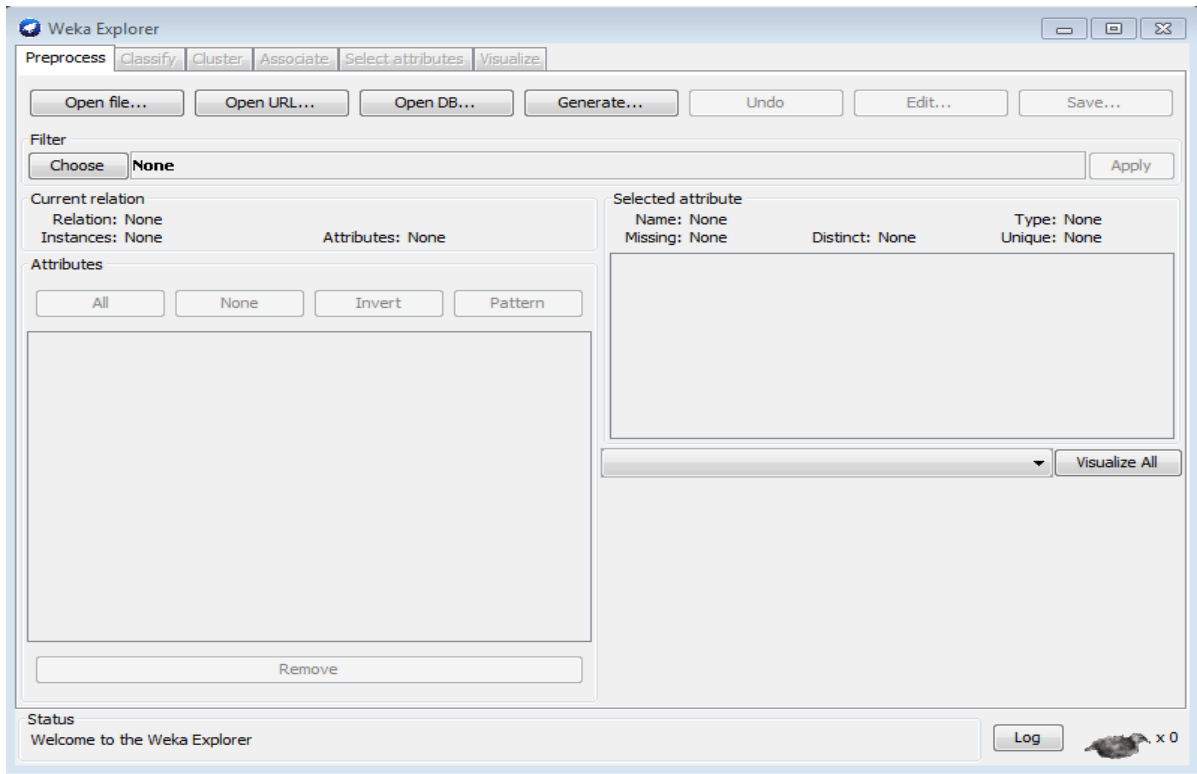 Weka Explorer
Preprocess Classify Cluster Associate Select attributes Visualize
Open file... Open URL... Open DB... Generate... Undo Edit... Save...
Filter
Choose None Apply
Current relation
Relation: None
Instances: None Attributes: None
Selected attribute
Name: None Type: None
Missing: None Distinct: None Unique: None
Attributes
All None Invert Pattern
Visualize All
Remove
Status
Welcome to the Weka Explorer
Log x 0